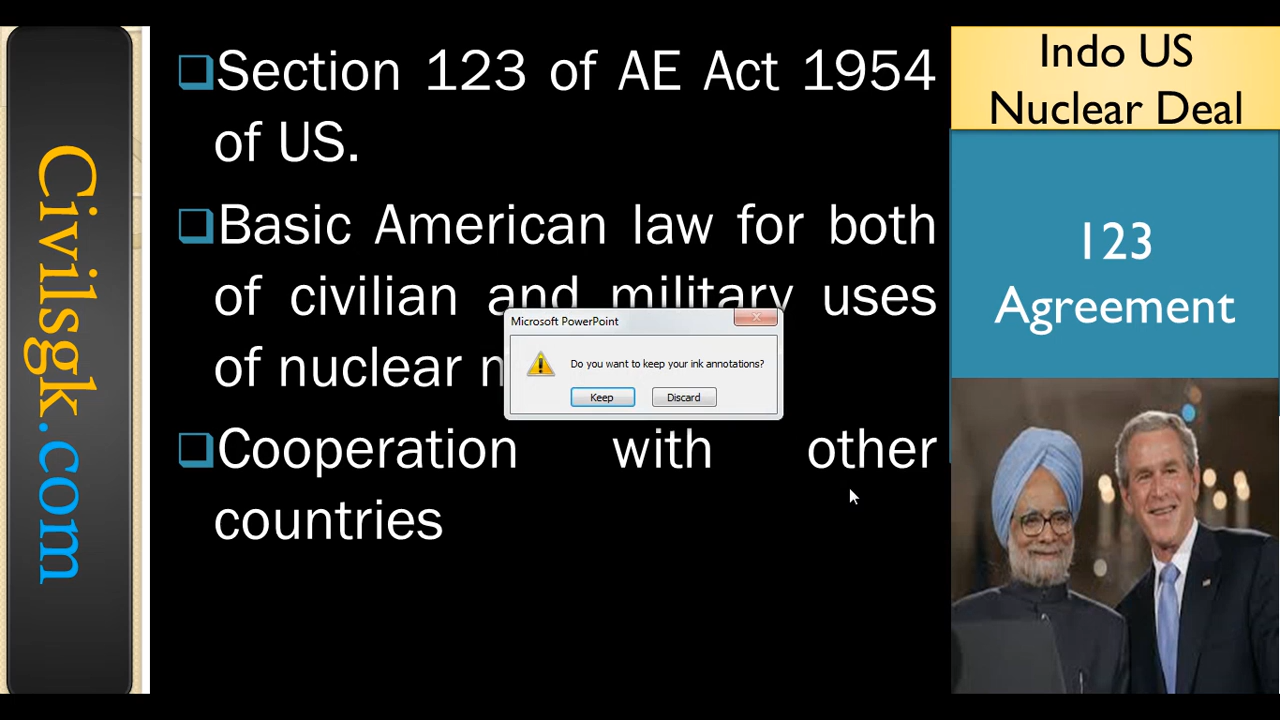 Civilsgk.com
❑Section 123 of AE Act 1954
of US.
❑Basic American law for both
of civilian and military uses
of nuclear
❑Cooperation with other
countries
Microsoft PowerPoint
Do you want to keep your ink annotations?
Keep Discard
Indo US
Nuclear Deal
123
Agreement